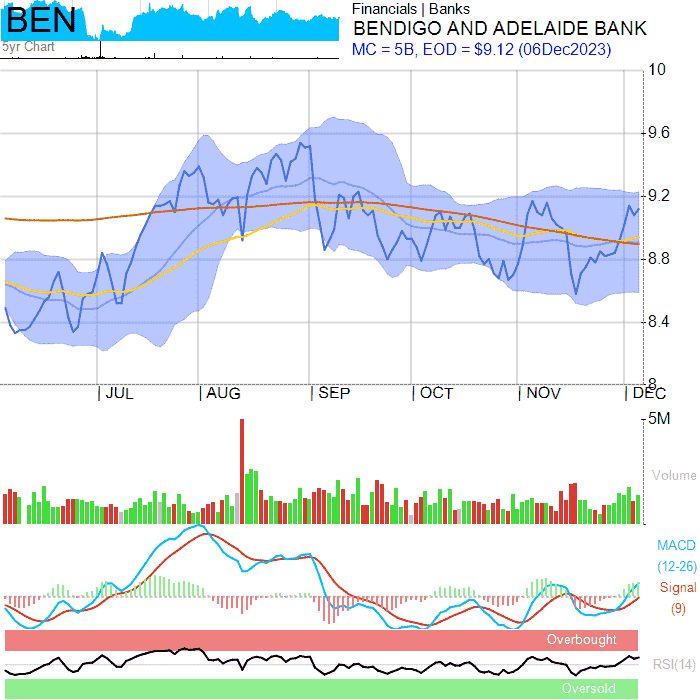 BEN
5yr Chart
Financials | Banks
BENDIGO AND ADELAIDE BANK
MC = 5B, EOD = $9.12 (06Dec2023)
10
9.6
9.2
8.8
8.4
8
| JUL | AUG | SEP | OCT | NOV | DEC
5M
Volume
MACD
(12-26)
Signal
(9)
Overbought
RSI(14)
Oversold